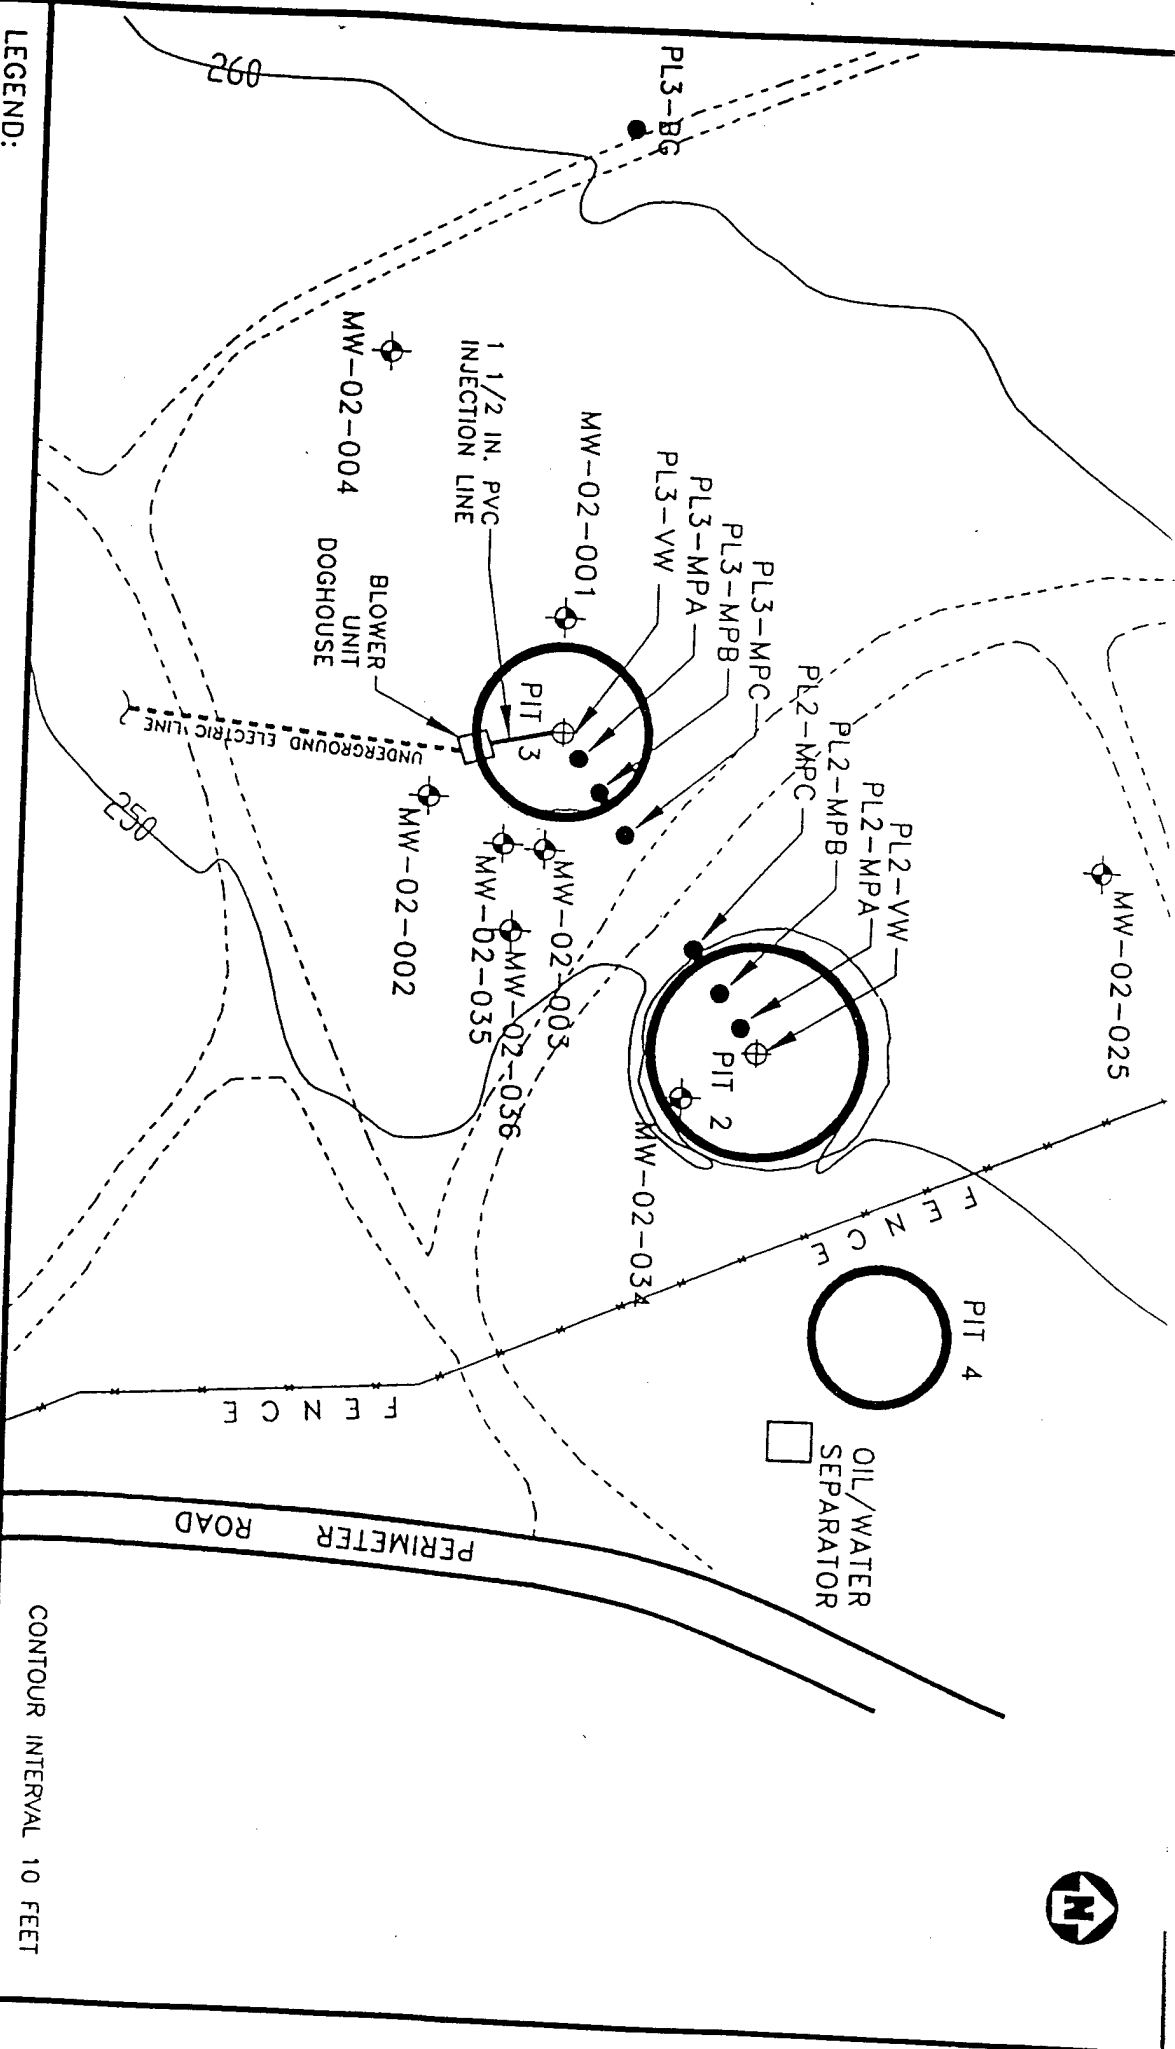 PL3-BG
260
MW-02-025
PL2-VW
PL2-MPA
PL2-MPB
PL2-MPC
PL3-MPC
PL3-MPB
PL3-MPA
PL3-VW
MW-02-001
1 1/2 IN. PVC
INJECTION LINE
MW-02-004
BLOWER
UNIT
DOGHOUSE
PIT 3
PIT 2
UNDERGROUND ELECTRIC LINE
MW-02-002
MW-02-003
MW-02-035
MW-02-036
MW-02-034
250
FENCE
FENCE
PIT 4
OIL/WATER
SEPARATOR
PERIMETER ROAD
N
CONTOUR INTERVAL 10 FEET
LEGEND: